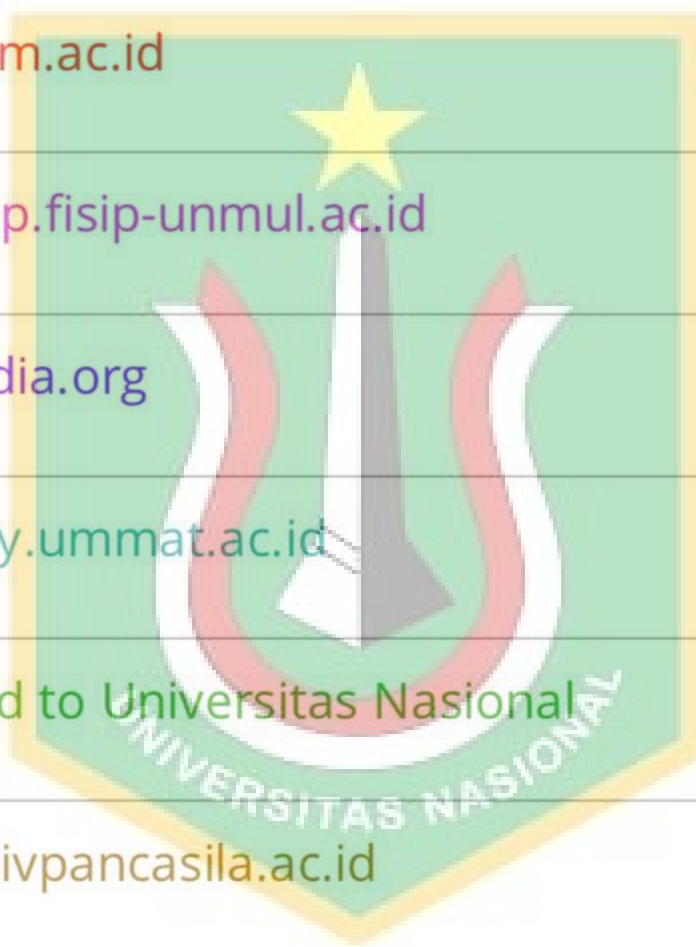 m.ac.id
p.fisip-unmul.ac.id
dia.org
y.ummat.ac.id
d to Universitas Nasional
UNIVERSITAS NASIONAL
ivpancasila.ac.id